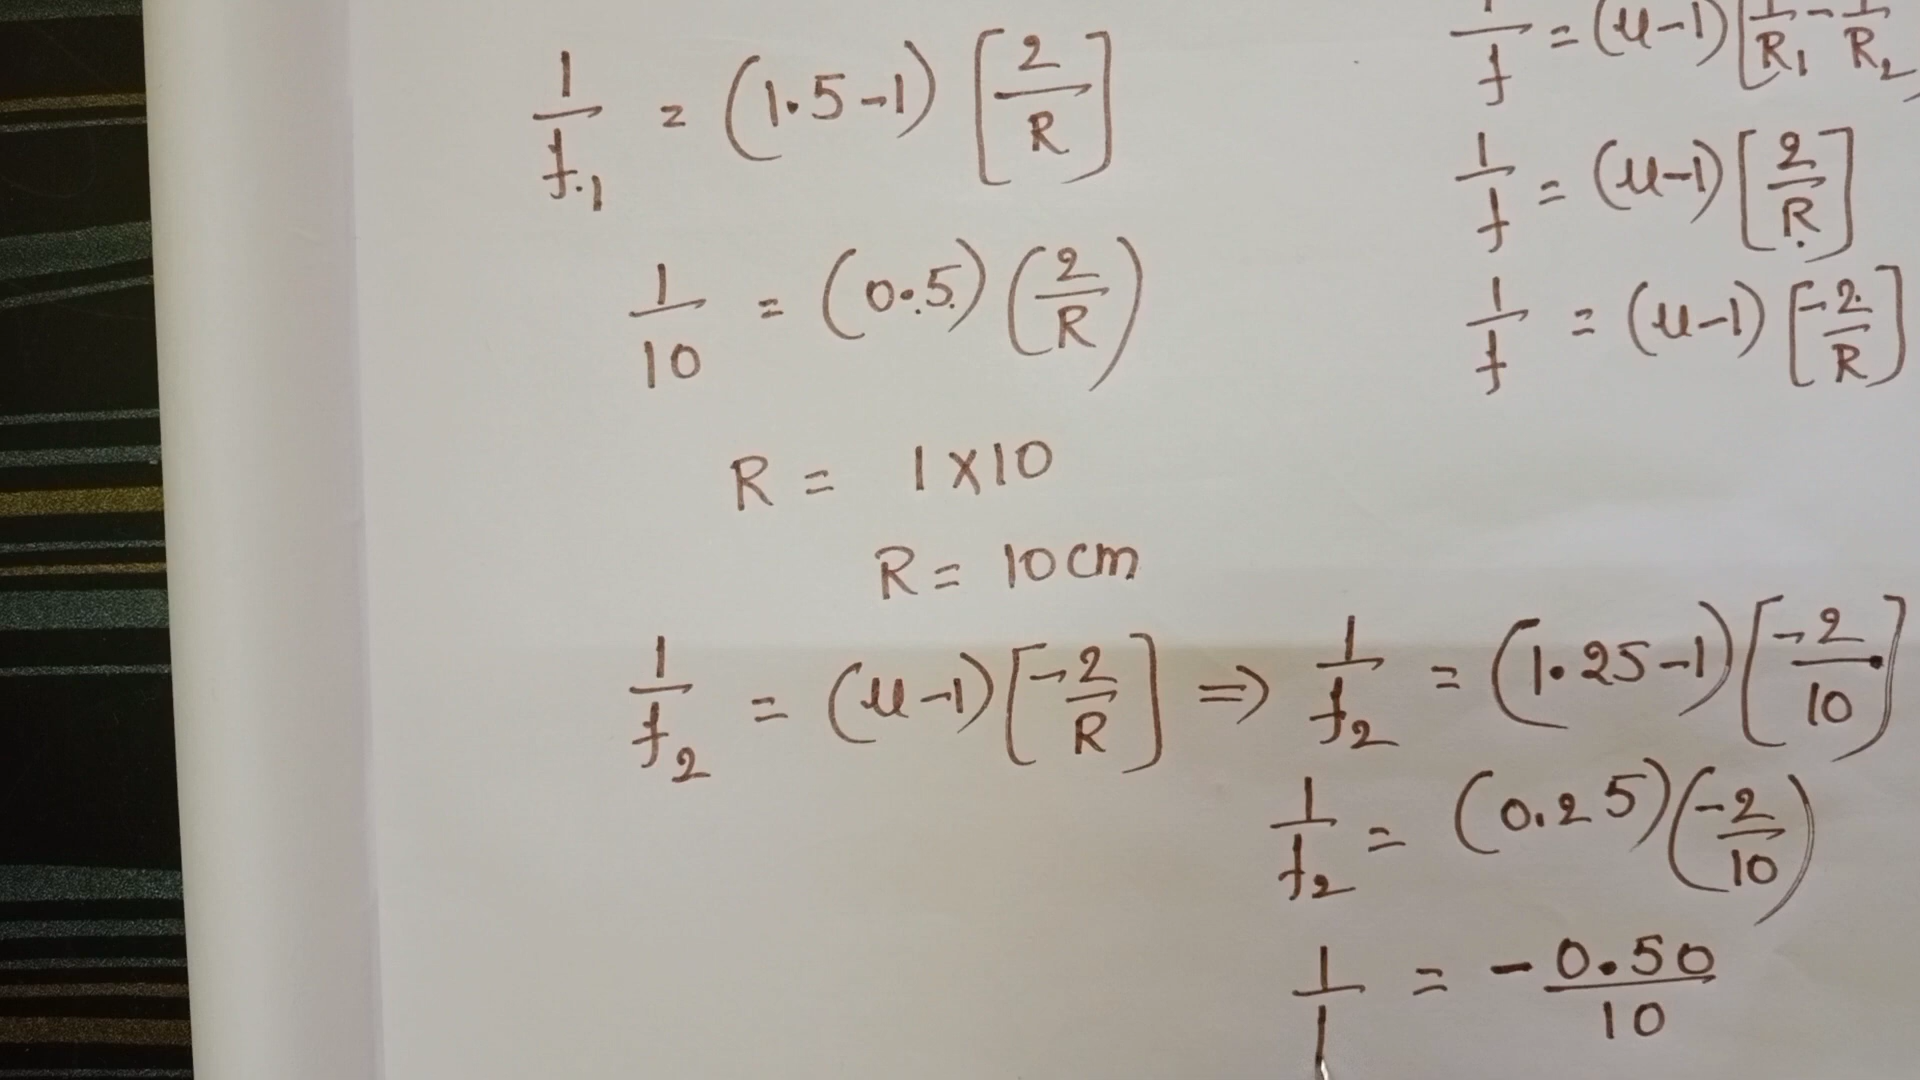 1/f1 = (1.5-1) [2/R]
1/10 = (0.5) (2/R)
R = 1×10
R = 10cm
1/f2 = (μ-1) [-2/R] ⇒ 1/f2 = (1.25-1) [-2/10]
1/f2 = (0.25) (-2/10)
1/ = -0.50/10
1/f = (μ-1) [1/R1 - 1/R2
1/f = (μ-1) [2/R]
1/f = (μ-1) [-2/R]